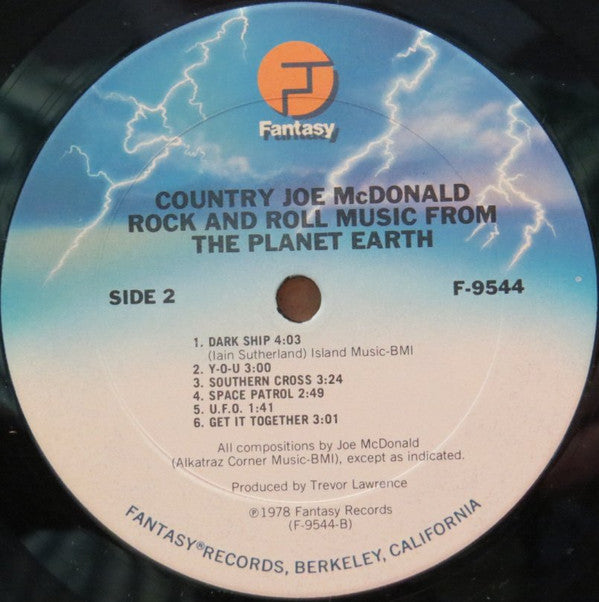 Fantasy
COUNTRY JOE McDONALD
ROCK AND ROLL MUSIC FROM
THE PLANET EARTH
SIDE 2
F-9544
1. DARK SHIP 4:03
(Iain Sutherland) Island Music-BMI
2. Y-O-U 3:00
3. SOUTHERN CROSS 3:24
4. SPACE PATROL 2:49
5. U.F.O. 1:41
6. GET IT TOGETHER 3:01
All compositions by Joe McDonald
(Alkatraz Corner Music-BMI), except as indicated.
Produced by Trevor Lawrence
℗1978 Fantasy Records
(F-9544-B)
FANTASY® RECORDS, BERKELEY, CALIFORNIA